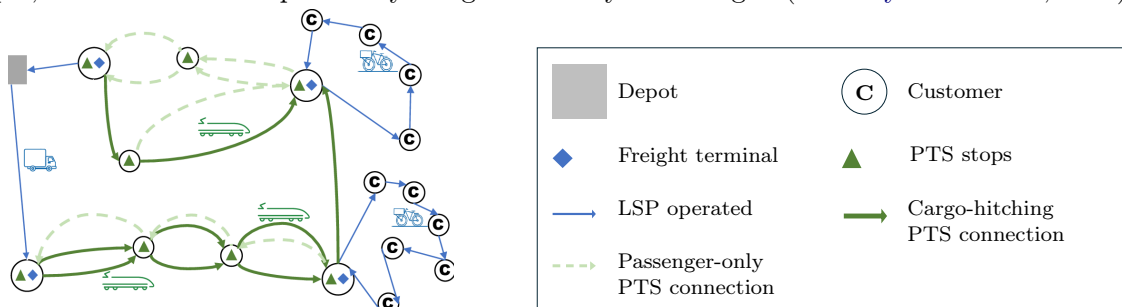 C
C
C
C
C
C
C
C
C
C
C
Depot
C
Customer
Freight terminal
PTS stops
LSP operated
Cargo-hitching
PTS connection
Passenger-only
PTS connection